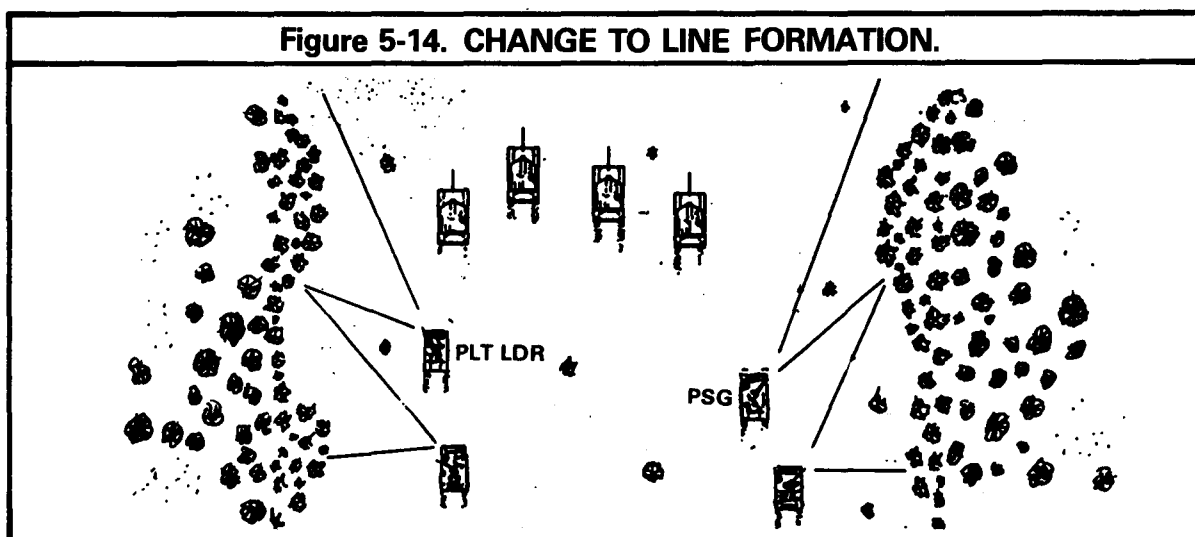 Figure 5-14. CHANGE TO LINE FORMATION.
PLT LDR
PSG